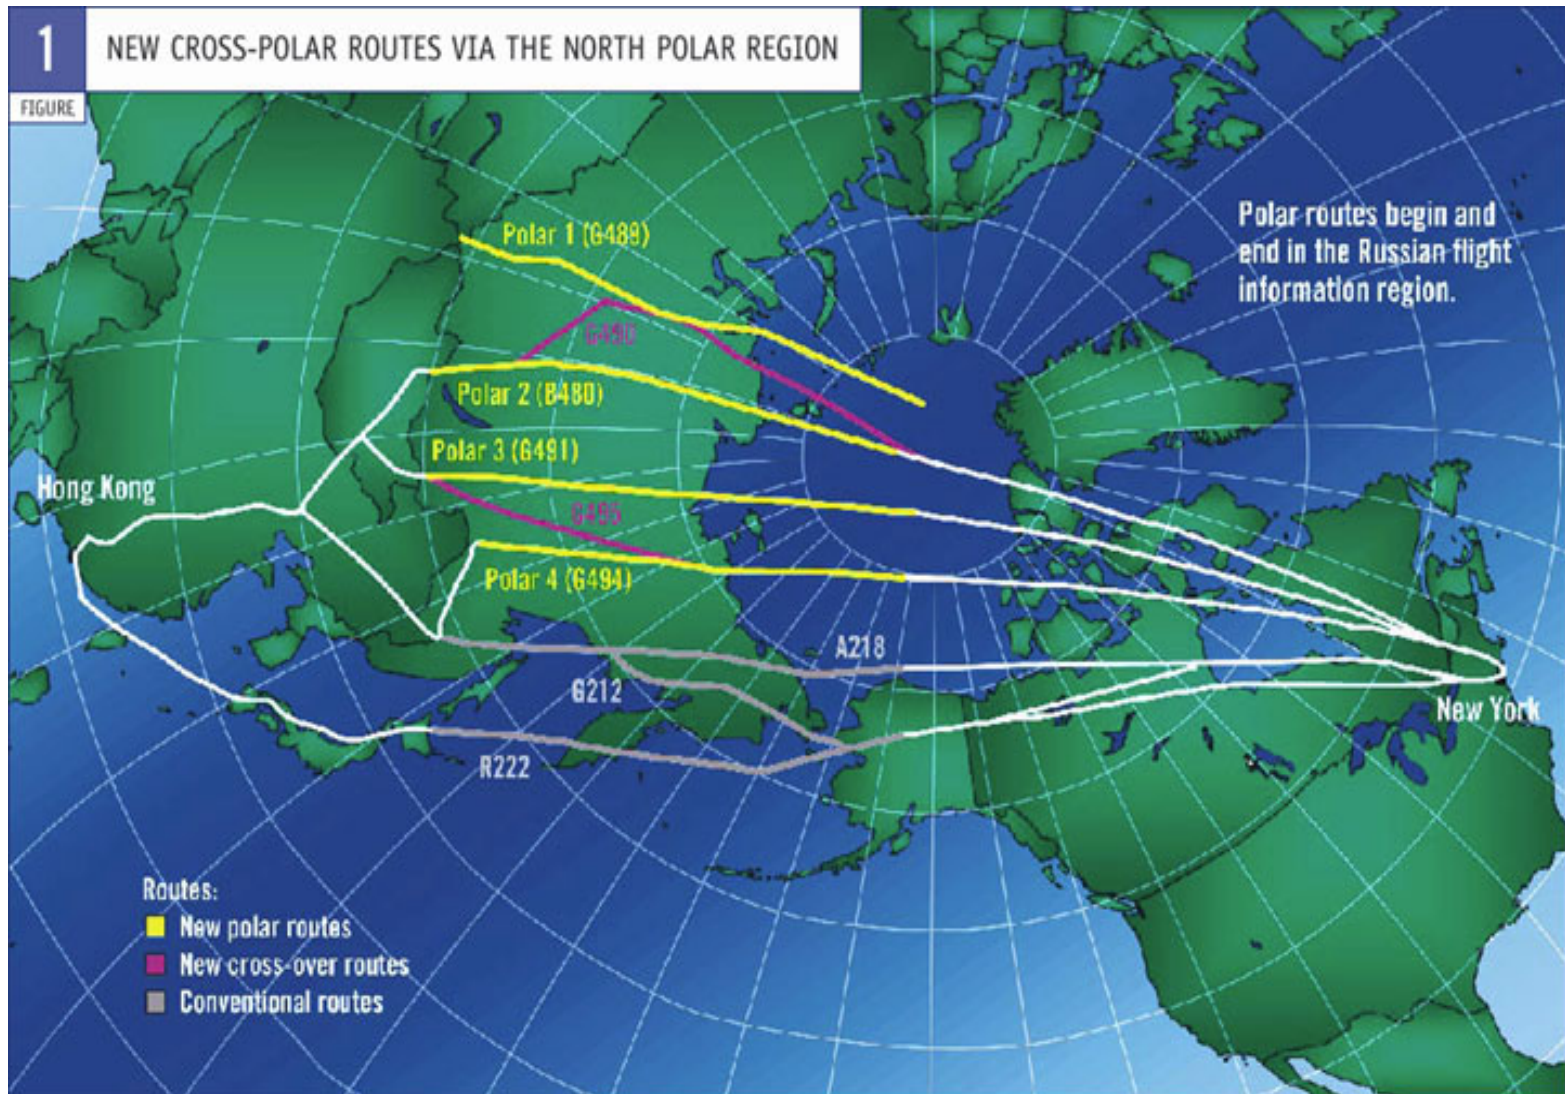 1
NEW CROSS-POLAR ROUTES VIA THE NORTH POLAR REGION
FIGURE
Polar routes begin and
end in the Russian flight
information region.
Polar 1 (G489)
G490
Polar 2 (B480)
Polar 3 (G491)
Hong Kong
G495
Polar 4 (G494)
A218
G212
New York
R222
Routes:
New polar routes
New cross-over routes
Conventional routes